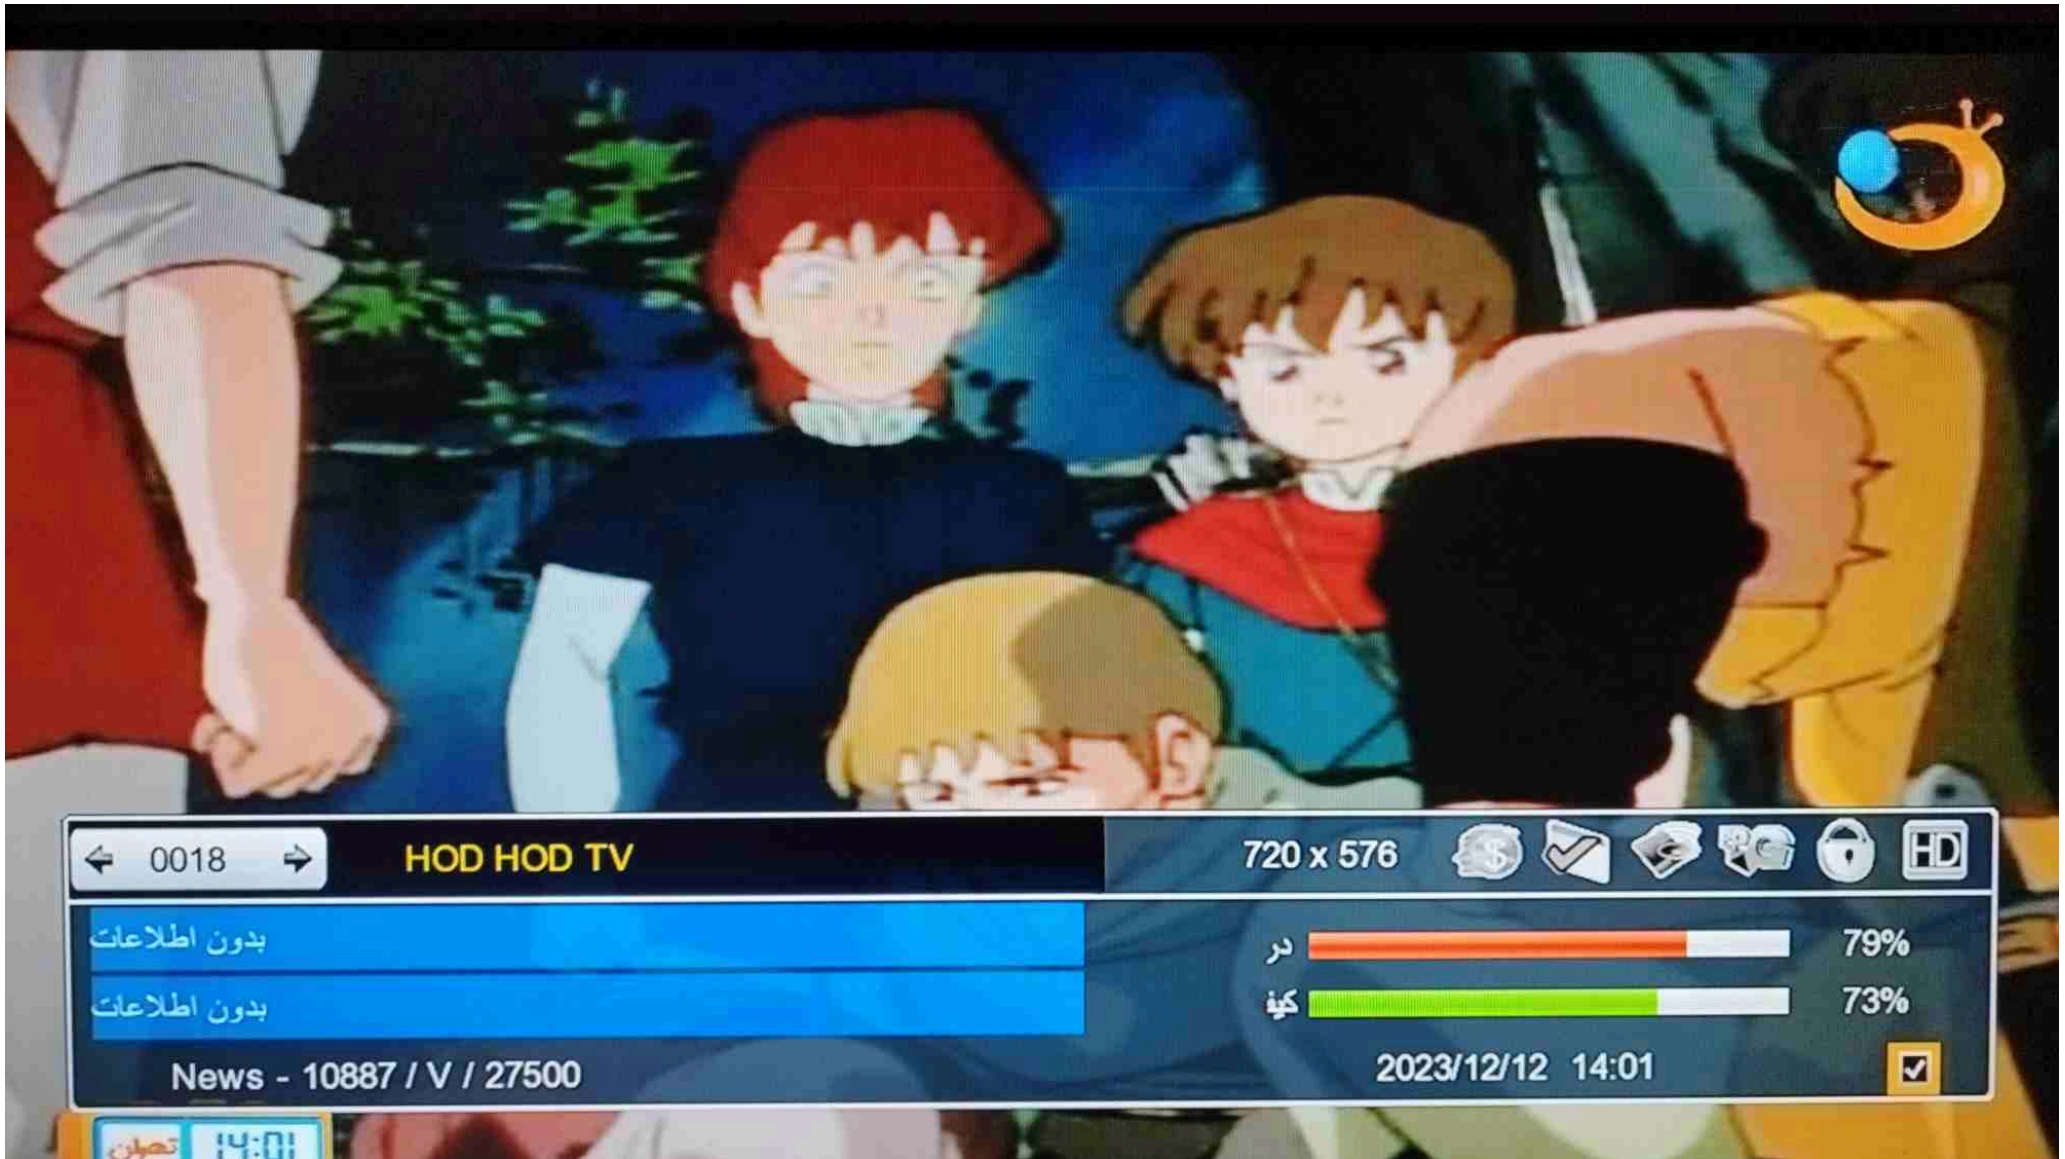 0018 HOD HOD TV 720 x 576 $ HD
بدون اطلاعات
در 79%
بدون اطلاعات
کیف 73%
News - 10887 / V / 27500 2023/12/12 14:01
تهران 14:01